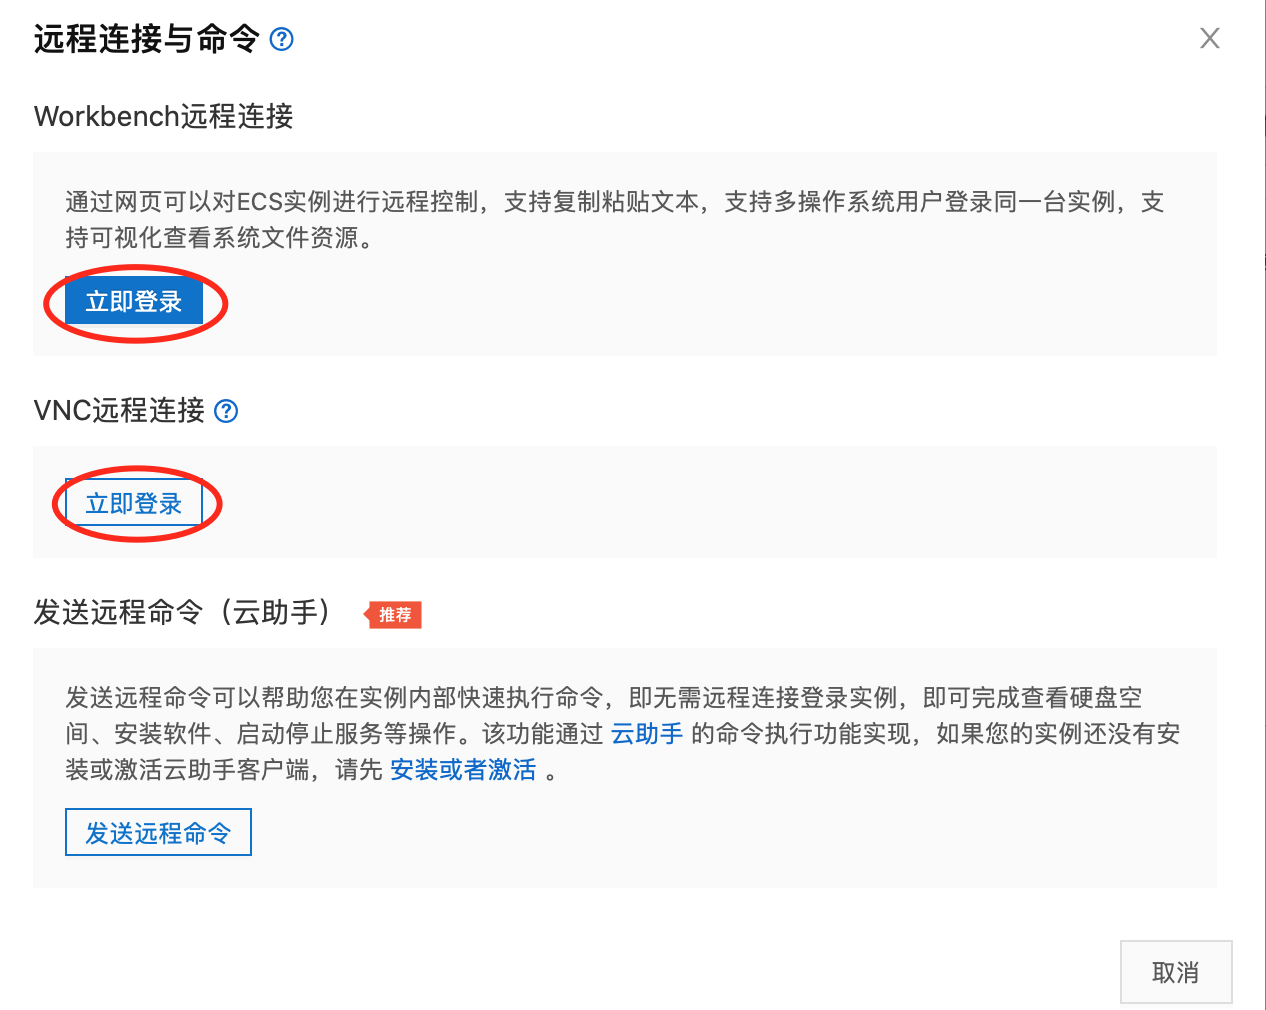 远程连接与命令 ?
X
Workbench远程连接
通过网页可以对ECS实例进行远程控制，支持复制粘贴文本，支持多操作系统用户登录同一台实例，支
持可视化查看系统文件资源。
立即登录
VNC远程连接 ?
立即登录
发送远程命令（云助手） 推荐
发送远程命令可以帮助您在实例内部快速执行命令，即无需远程连接登录实例，即可完成查看硬盘空
间、安装软件、启动停止服务等操作。该功能通过 云助手 的命令执行功能实现，如果您的实例还没有安
装或激活云助手客户端，请先 安装或者激活 。
发送远程命令
取消